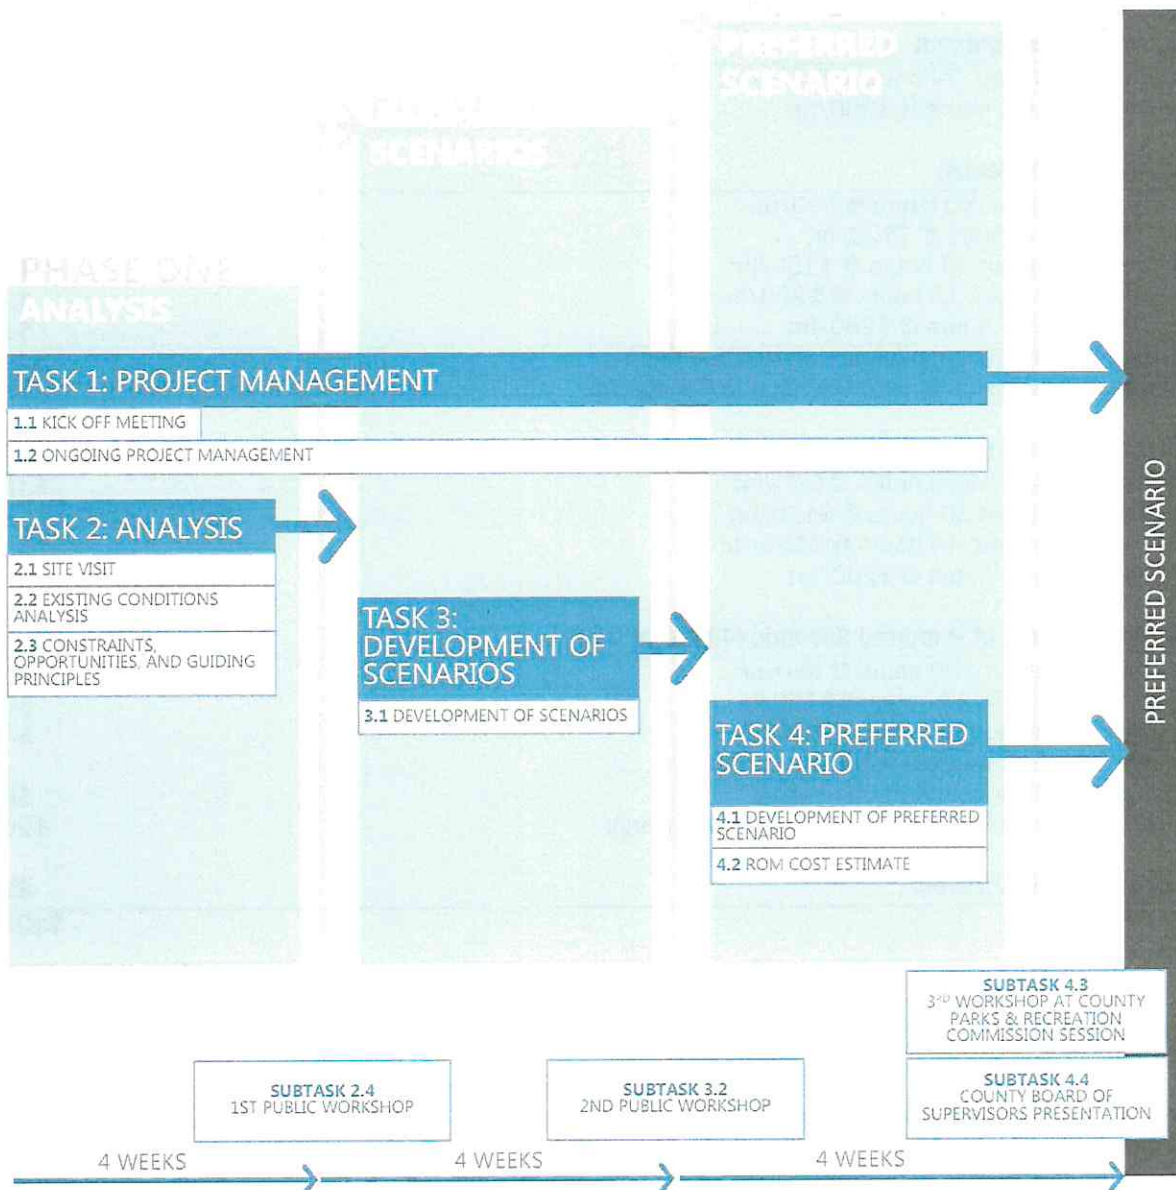 PREFERRED
SCENARIO
SCENARIOS
PHASE ONE
ANALYSIS
TASK 1: PROJECT MANAGEMENT
1.1 KICK OFF MEETING
1.2 ONGOING PROJECT MANAGEMENT
TASK 2: ANALYSIS
2.1 SITE VISIT
2.2 EXISTING CONDITIONS
ANALYSIS
2.3 CONSTRAINTS,
OPPORTUNITIES, AND GUIDING
PRINCIPLES
TASK 3:
DEVELOPMENT OF
SCENARIOS
3.1 DEVELOPMENT OF SCENARIOS
TASK 4: PREFERRED
SCENARIO
4.1 DEVELOPMENT OF PREFERRED
SCENARIO
4.2 ROM COST ESTIMATE
PREFERRED SCENARIO
SUBTASK 4.3
3RD WORKSHOP AT COUNTY
PARKS & RECREATION
COMMISSION SESSION
SUBTASK 2.4
1ST PUBLIC WORKSHOP
SUBTASK 3.2
2ND PUBLIC WORKSHOP
SUBTASK 4.4
COUNTY BOARD OF
SUPERVISORS PRESENTATION
4 WEEKS
4 WEEKS
4 WEEKS